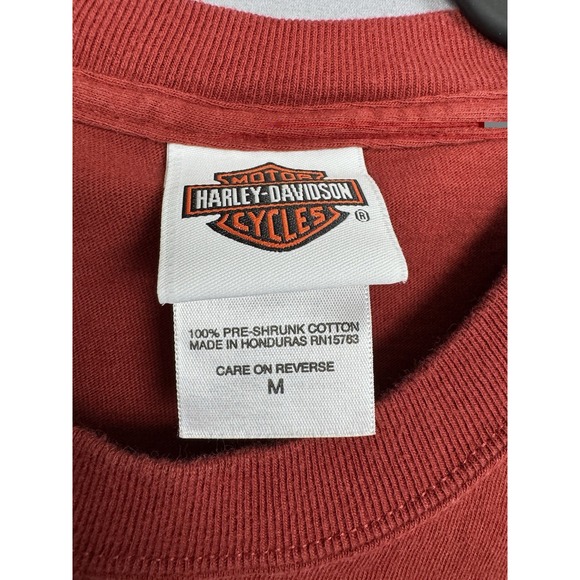 MOTOR
HARLEY-DAVIDSON
CYCLES ®
100% PRE-SHRUNK COTTON
MADE IN HONDURAS RN15763
CARE ON REVERSE
M